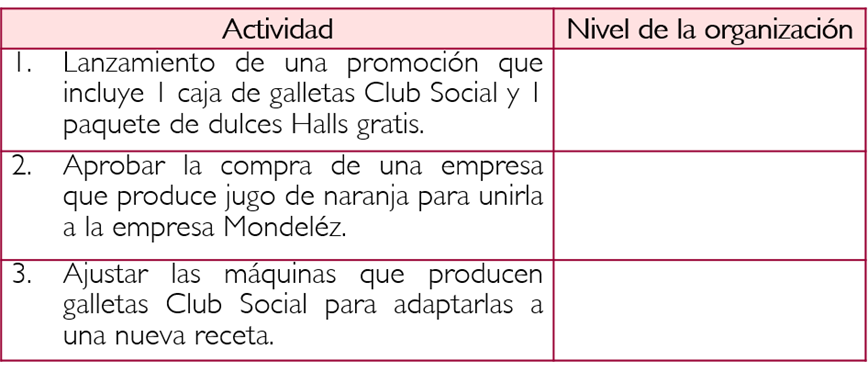 Actividad Nivel de la organización
1. Lanzamiento de una promoción que
incluye 1 caja de galletas Club Social y 1
paquete de dulces Halls gratis.
2. Aprobar la compra de una empresa
que produce jugo de naranja para unirla
a la empresa Mondeléz.
3. Ajustar las máquinas que producen
galletas Club Social para adaptarlas a
una nueva receta.